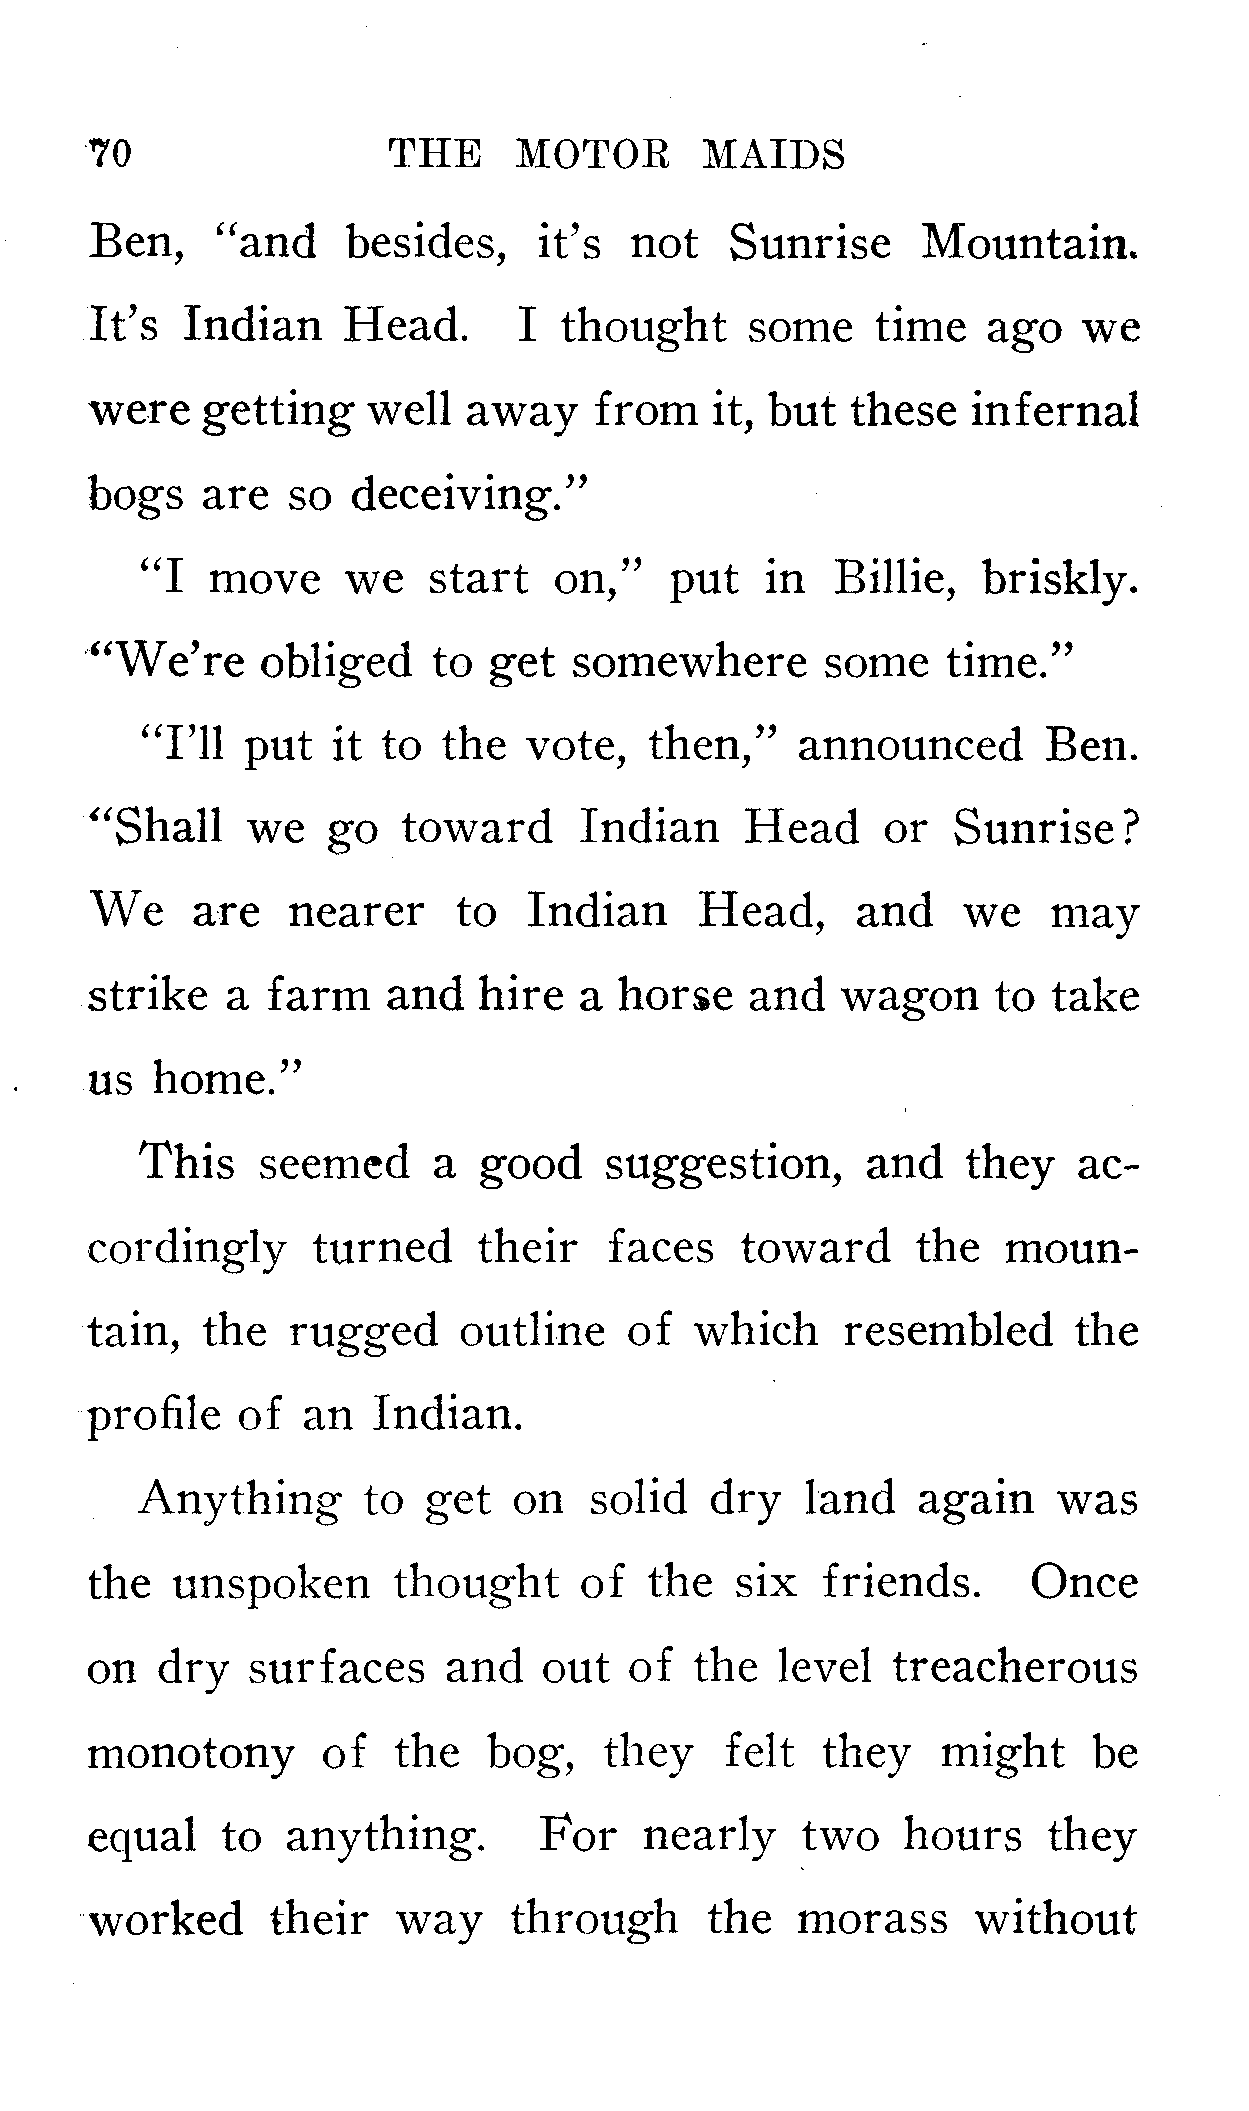 70 THE MOTOR MAIDS
Ben, "and besides, it's not Sunrise Mountain.
It's Indian Head. I thought some time ago we
were getting well away from it, but these infernal
bogs are so deceiving."
"I move we start on," put in Billie, briskly.
"We're obliged to get somewhere some time."
"I'll put it to the vote, then," announced Ben.
"Shall we go toward Indian Head or Sunrise?
We are nearer to Indian Head, and we may
strike a farm and hire a horse and wagon to take
us home."
This seemed a good suggestion, and they ac-
cordingly turned their faces toward the moun-
tain, the rugged outline of which resembled the
profile of an Indian.
Anything to get on solid dry land again was
the unspoken thought of the six friends. Once
on dry surfaces and out of the level treacherous
monotony of the bog, they felt they might be
equal to anything. For nearly two hours they
worked their way through the morass without